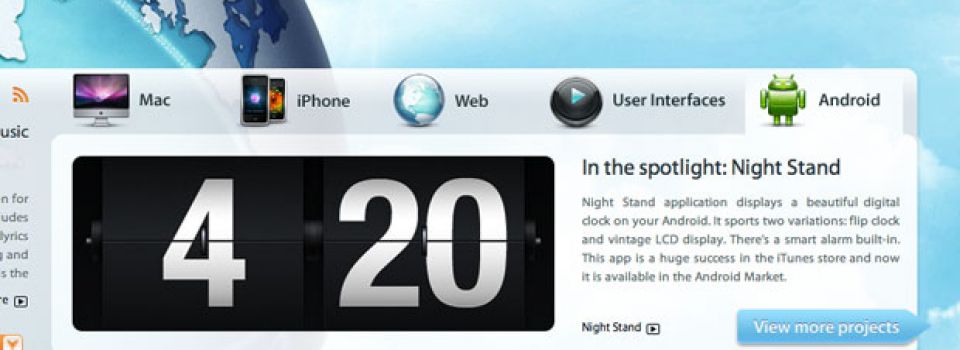 Mac
iPhone
Web
User Interfaces
Android
usic
n for
udes
lyrics
g and
s the
re
4 20
In the spotlight: Night Stand
Night Stand application displays a beautiful digital
clock on your Android. It sports two variations: flip clock
and vintage LCD display. There's a smart alarm built-in.
This app is a huge success in the iTunes store and now
it is available in the Android Market.
Night Stand
View more projects